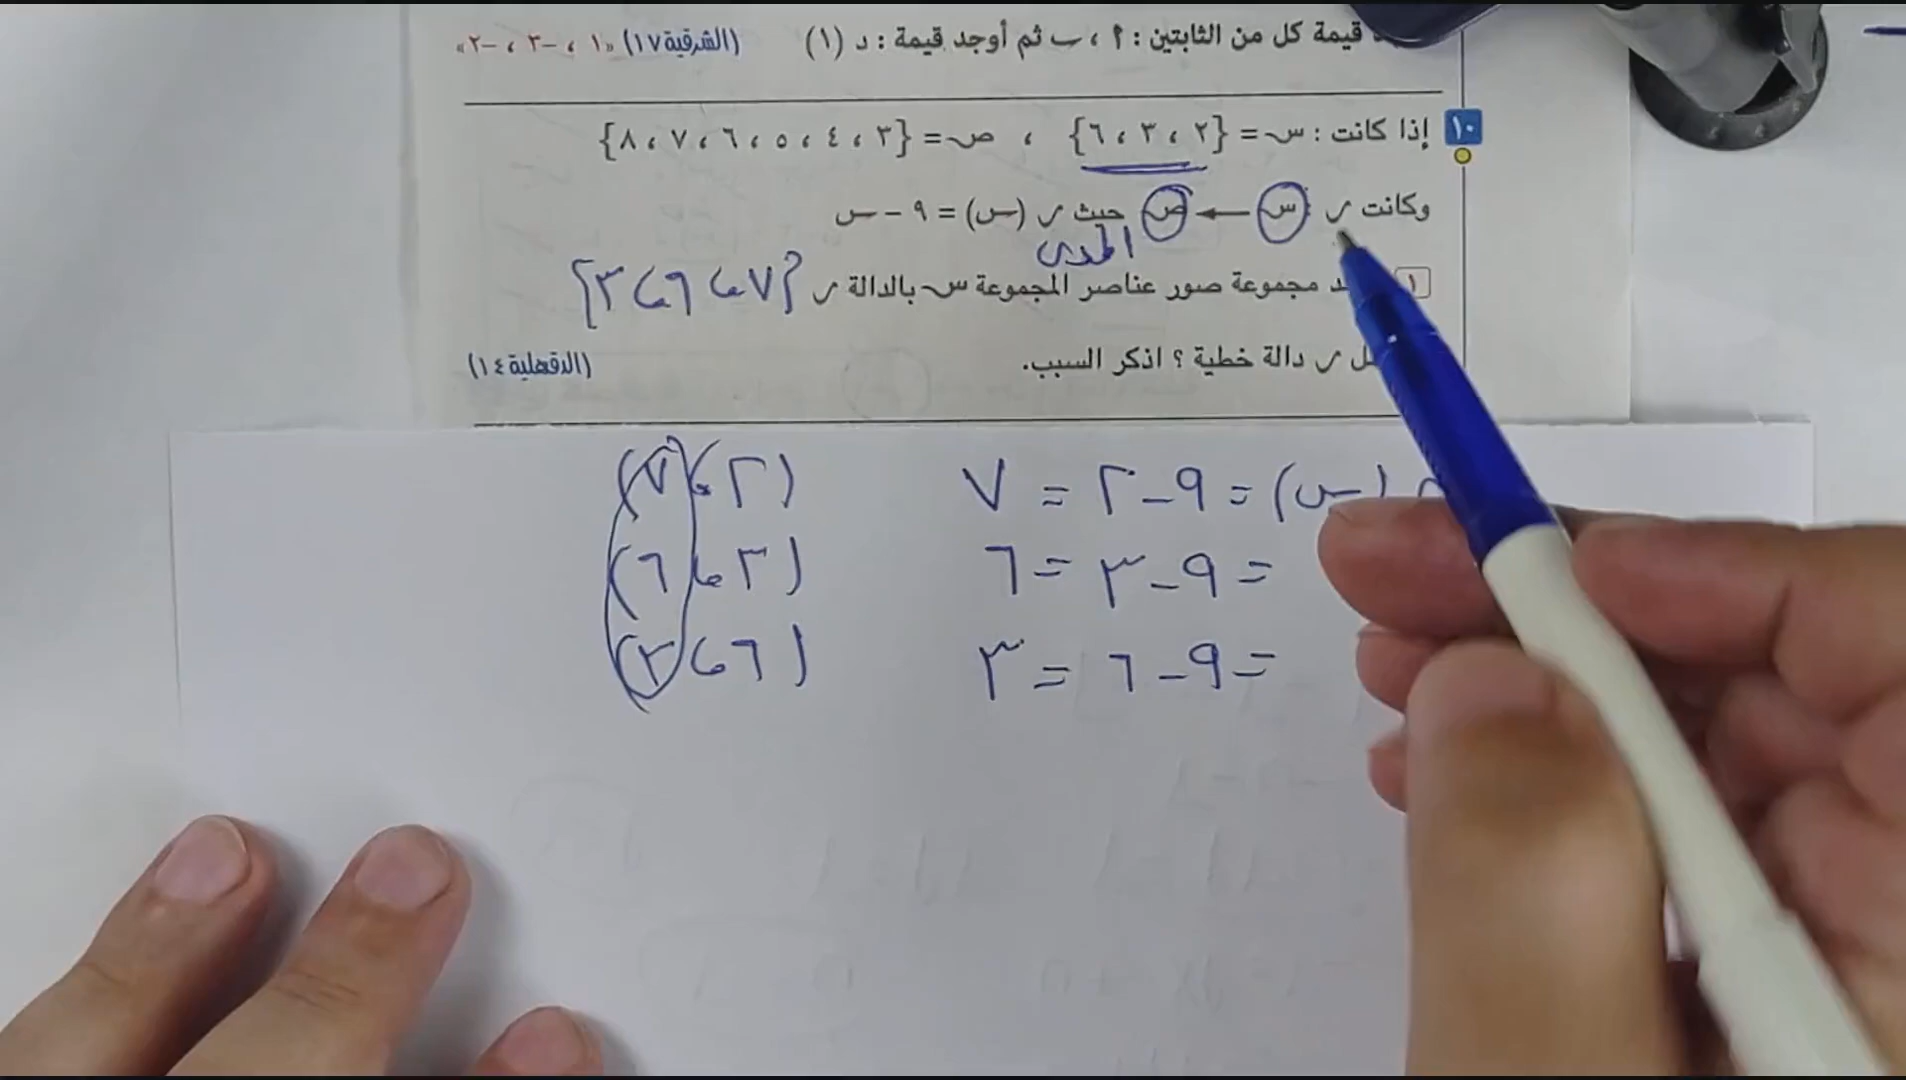 قيمة كل من الثابتين : ٢ ، ب ثم أوجد قيمة : د (١) (الشرقية ١٧) «١ ، -٣ ، -٢»
١٠ إذا كانت : س = {٢ ، ٣ ، ٦} ، ص = {٣ ، ٤ ، ٥ ، ٦ ، ٧ ، ٨}
وكانت ر : س ← ص حيث ر (س) = ٩ - س
المدى
١ مجموعة صور عناصر المجموعة س بالدالة ر {٧ ، ٦ ، ٣}
ر دالة خطية ؟ اذكر السبب. (الدقهلية ١٤)
(س) = ٩ - ٢ = ٧ (٢ ، ٧)
= ٩ - ٣ = ٦ (٣ ، ٦)
= ٩ - ٦ = ٣ (٦ ، ٣)